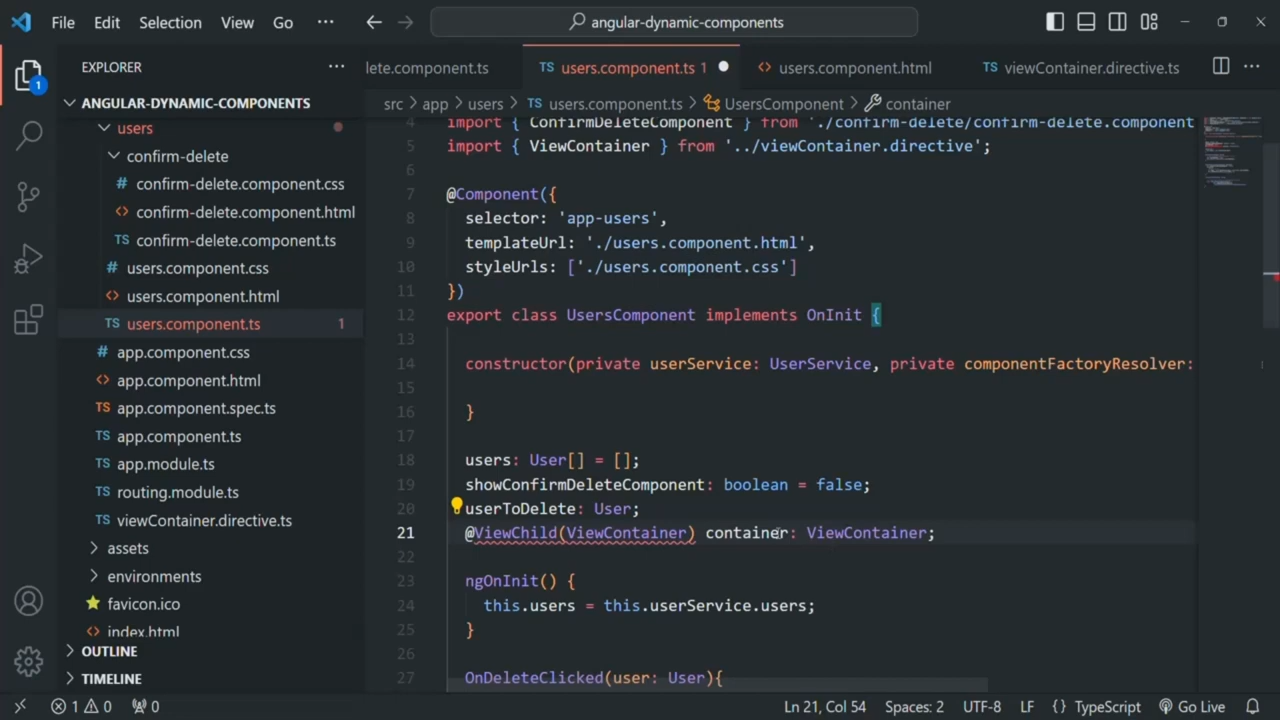 File Edit Selection View Go ··· angular-dynamic-components
EXPLORER ···
ANGULAR-DYNAMIC-COMPONENTS
users
confirm-delete
# confirm-delete.component.css
<> confirm-delete.component.html
TS confirm-delete.component.ts
# users.component.css
<> users.component.html
TS users.component.ts 1
# app.component.css
<> app.component.html
TS app.component.spec.ts
TS app.component.ts
TS app.module.ts
TS routing.module.ts
TS viewContainer.directive.ts
assets
environments
favicon.ico
index.html
OUTLINE
TIMELINE
1
lete.component.ts TS users.component.ts 1 <> users.component.html TS viewContainer.directive.ts ···
src > app > users > TS users.component.ts > UsersComponent > container
4 import { ConfirmDeleteComponent } from './confirm-delete/confirm-delete.component
5 import { ViewContainer } from '../viewContainer.directive';
6
7 @Component({
8 selector: 'app-users',
9 templateUrl: './users.component.html',
10 styleUrls: ['./users.component.css']
11 })
12 export class UsersComponent implements OnInit {
13
14 constructor(private userService: UserService, private componentFactoryResolver:
15
16 }
17
18 users: User[] = [];
19 showConfirmDeleteComponent: boolean = false;
20 userToDelete: User;
21 @ViewChild(ViewContainer) container: ViewContainer;
22
23 ngOnInit() {
24 this.users = this.userService.users;
25 }
26
27 OnDeleteClicked(user: User){
1 0 0 Ln 21, Col 54 Spaces: 2 UTF-8 LF {} TypeScript Go Live